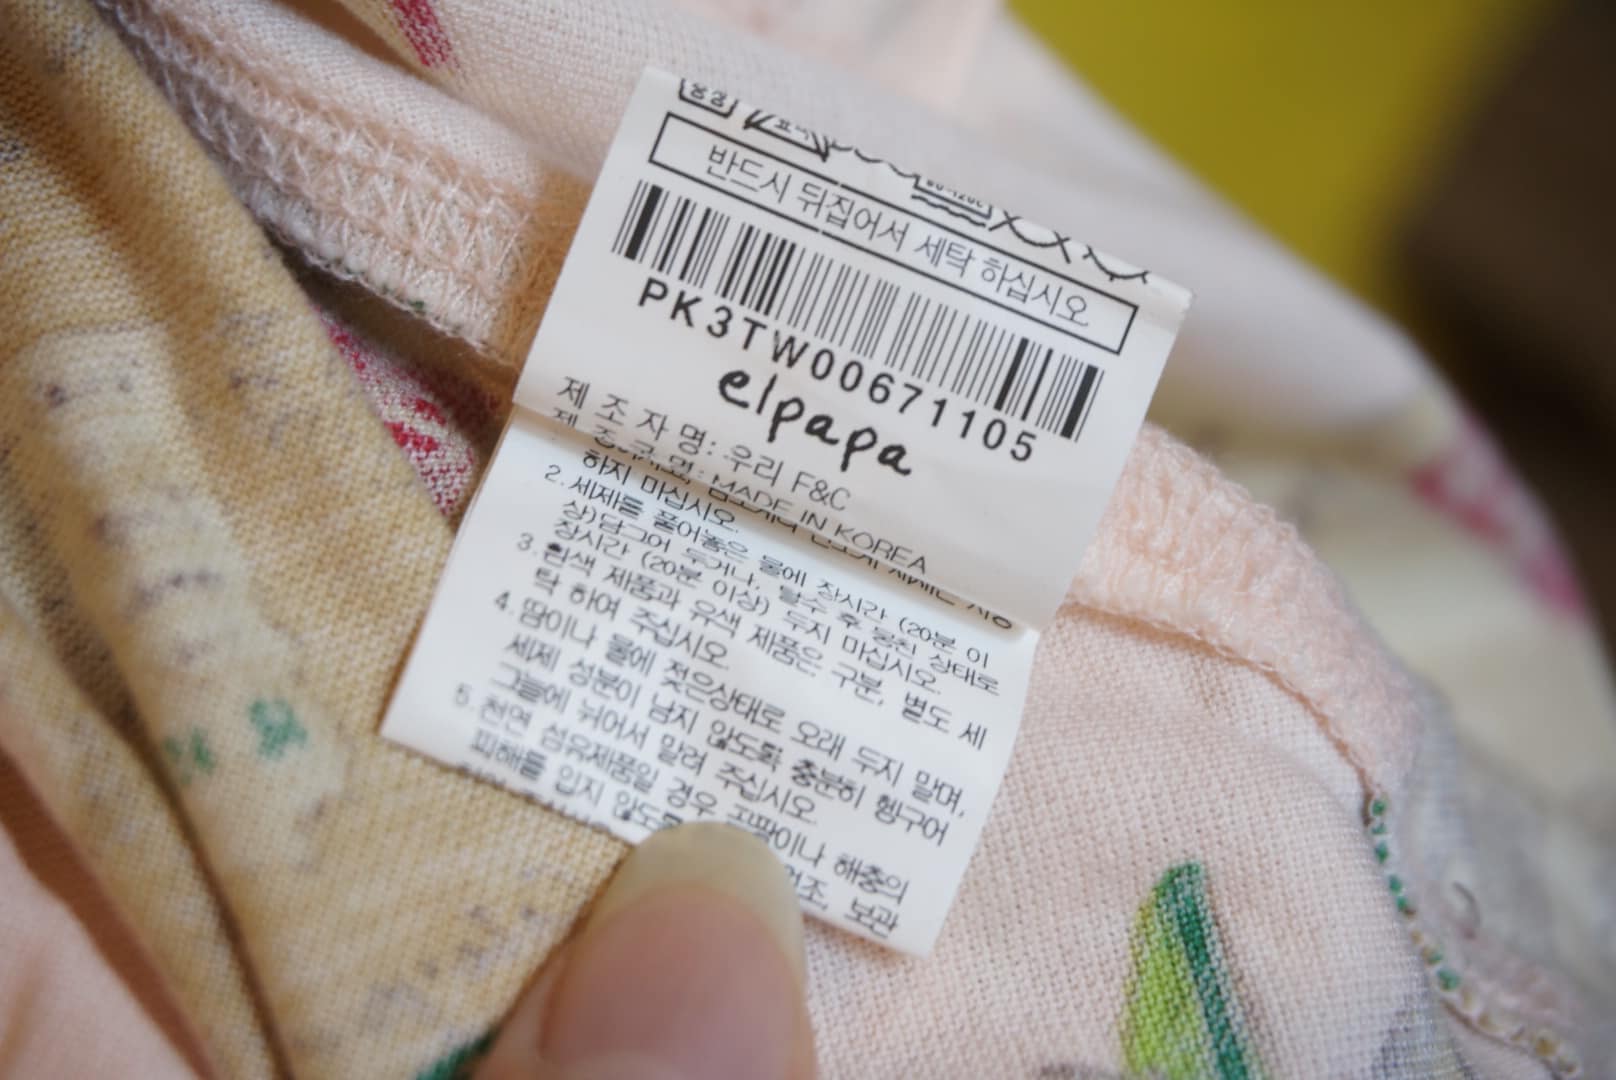 반드시 뒤집어서 세탁 하십시오
PK3TW00671105
elpapa
제 조 자 명: 우리 F&C
제 조국명: MADE IN KOREA
하지 마십시오.
2. 세제를 풀어놓은 물에 장시간 (20분 이
상)담그어 두거나, 탈수 후 뭉친 상태로
장시간 (20분 이상) 두지 마십시오.
3. 흰색 제품과 유색 제품은 구분, 별도 세
탁 하여 주십시오
4. 땀이나 물에 젖은상태로 오래 두지 말며,
세제 성분이 남지 않도록 충분히 헹구어
그늘에 뉘어서 말려 주십시오.
5. 천연 섬유제품일 경우 곰팡이나 해충의
피해를 입지 보관